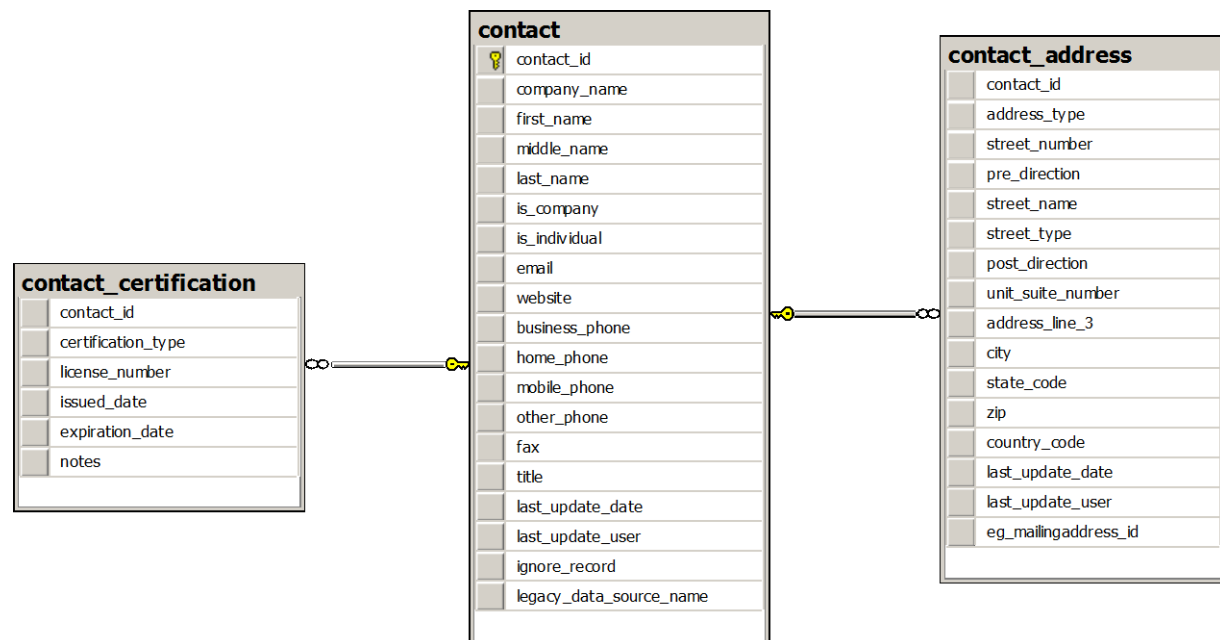 contact_certification
contact_id
certification_type
license_number
issued_date
expiration_date
notes
contact
contact_id
company_name
first_name
middle_name
last_name
is_company
is_individual
email
website
business_phone
home_phone
mobile_phone
other_phone
fax
title
last_update_date
last_update_user
ignore_record
legacy_data_source_name
contact_address
contact_id
address_type
street_number
pre_direction
street_name
street_type
post_direction
unit_suite_number
address_line_3
city
state_code
zip
country_code
last_update_date
last_update_user
eg_mailingaddress_id